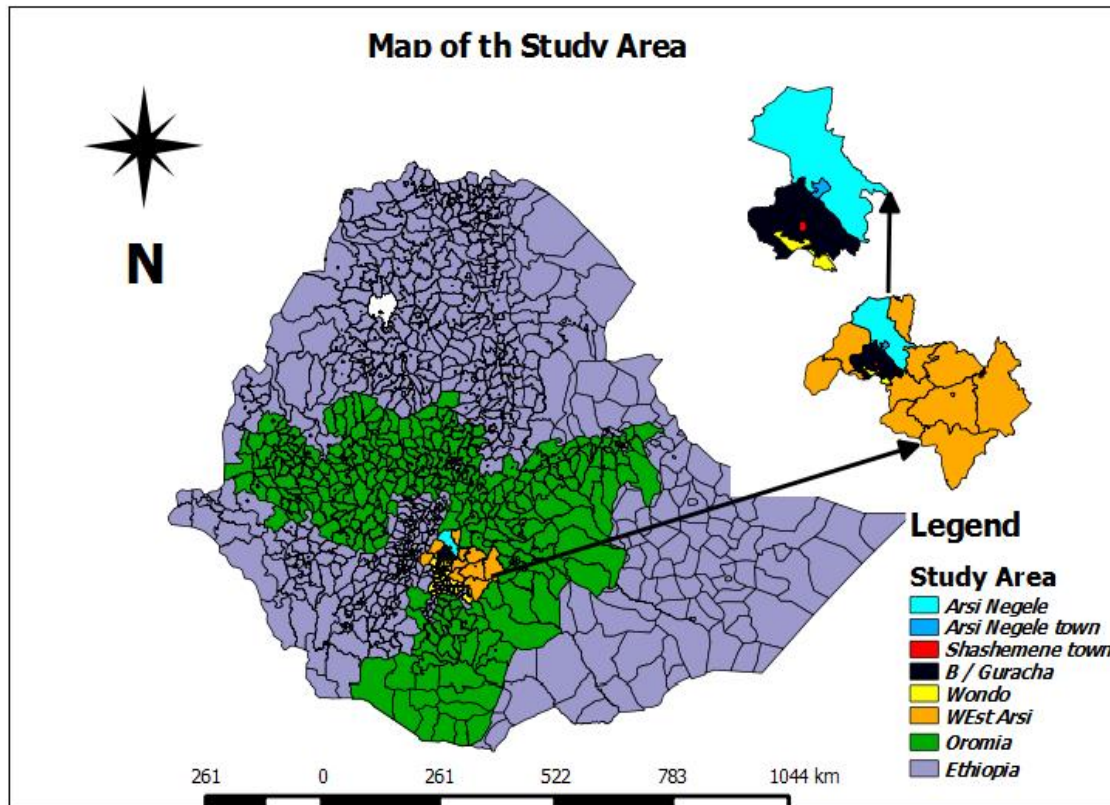 Map of th Study Area
N
Legend
Study Area
Arsi Negele
Arsi Negele town
Shashemene town
B / Guracha
Wondo
WEst Arsi
Oromia
Ethiopia
261 0 261 522 783 1044 km